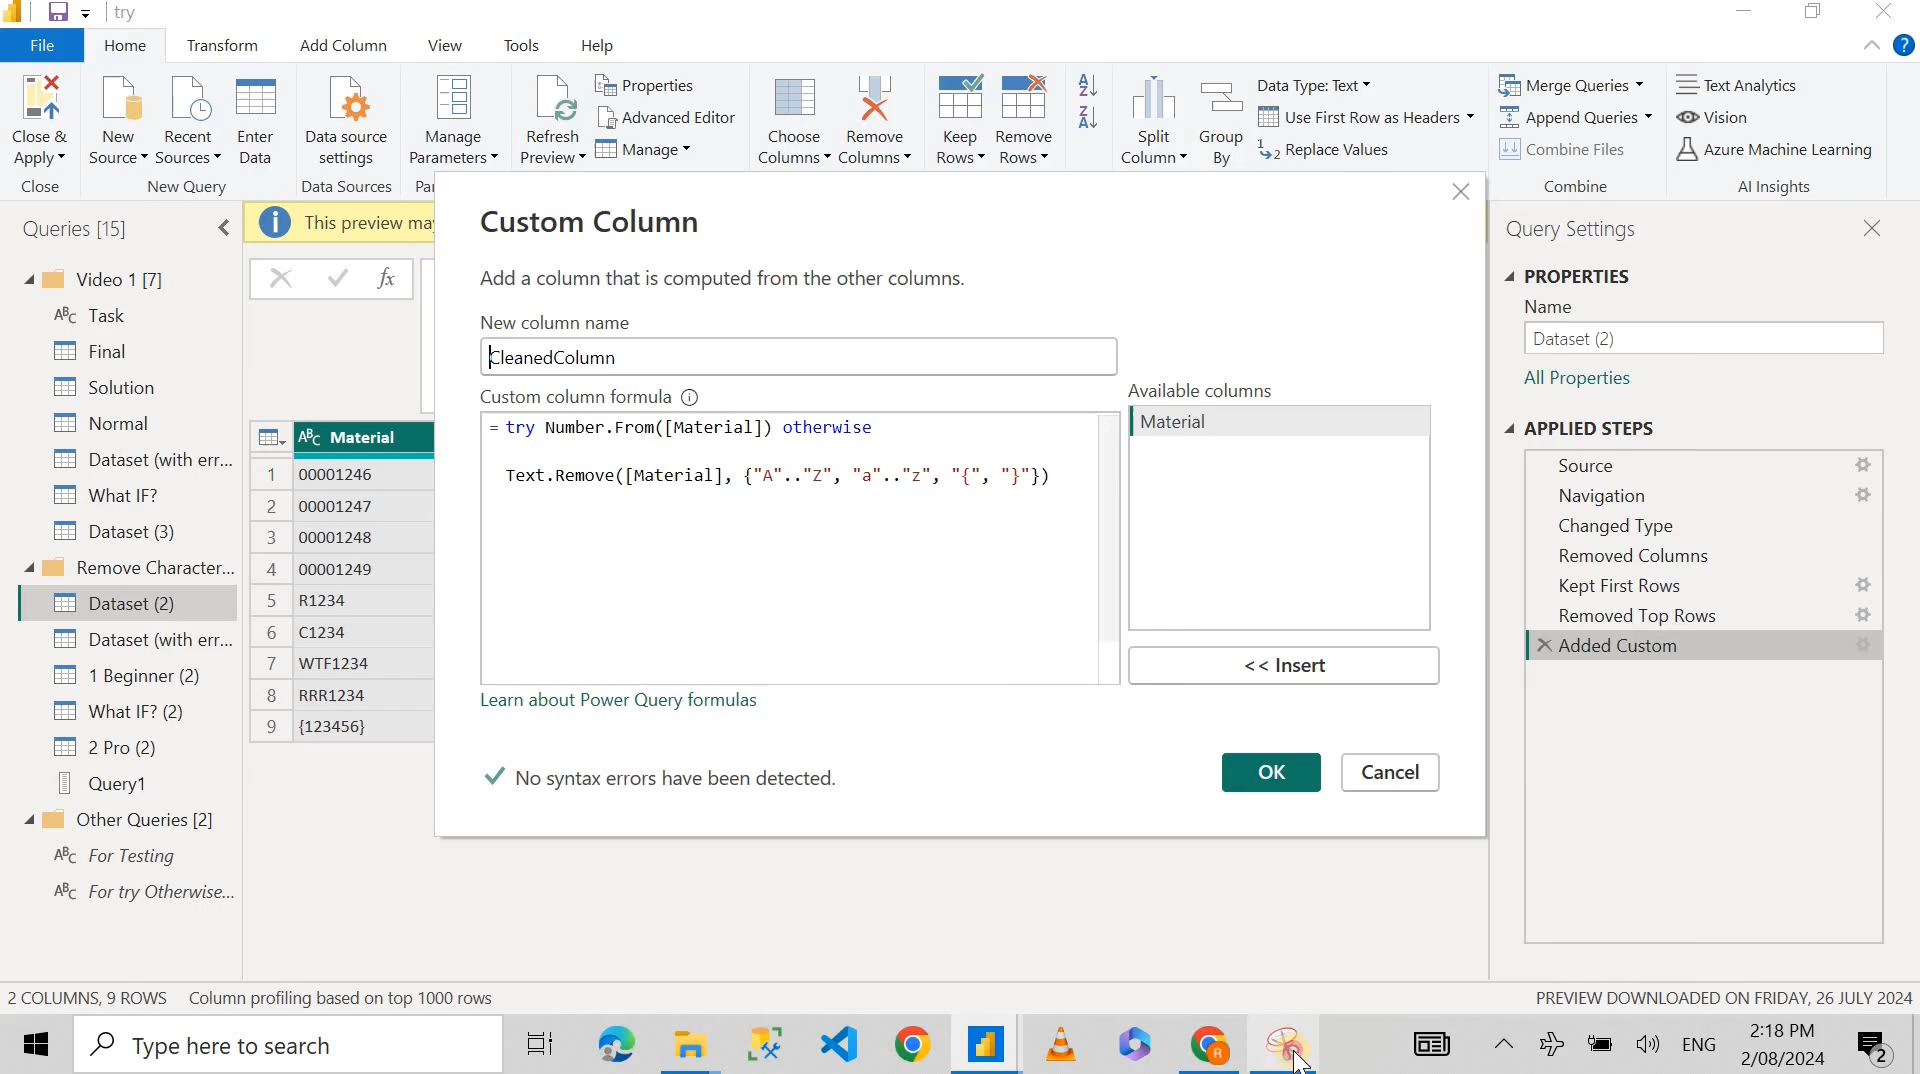 try
File
Home
Transform
Add Column
View
Tools
Help
Close &
Apply
New
Source
Recent
Sources
Enter
Data
Data source
settings
Manage
Parameters
Refresh
Preview
Properties
Advanced Editor
Manage
Choose
Columns
Remove
Columns
Keep
Rows
Remove
Rows
Split
Column
Group
By
Data Type: Text
Use First Row as Headers
Replace Values
Merge Queries
Append Queries
Combine Files
Text Analytics
Vision
Azure Machine Learning
Close
New Query
Data Sources
Par
Combine
AI Insights
Queries [15]
Video 1 [7]
Task
Final
Solution
Normal
Dataset (with err...
What IF?
Dataset (3)
Remove Character...
Dataset (2)
Dataset (with err...
1 Beginner (2)
What IF? (2)
2 Pro (2)
Query1
Other Queries [2]
For Testing
For try Otherwise...
This preview may
fx
Material
1 00001246
2 00001247
3 00001248
4 00001249
5 R1234
6 C1234
7 WTF1234
8 RRR1234
9 {123456}
Custom Column
Add a column that is computed from the other columns.
New column name
CleanedColumn
Custom column formula
= try Number.From([Material]) otherwise
Text.Remove([Material], {"A".."Z", "a".."z", "{", "}"})
Available columns
Material
<< Insert
Learn about Power Query formulas
No syntax errors have been detected.
OK
Cancel
Query Settings
PROPERTIES
Name
Dataset (2)
All Properties
APPLIED STEPS
Source
Navigation
Changed Type
Removed Columns
Kept First Rows
Removed Top Rows
Added Custom
2 COLUMNS, 9 ROWS
Column profiling based on top 1000 rows
PREVIEW DOWNLOADED ON FRIDAY, 26 JULY 2024
Type here to search
ENG
2:18 PM
2/08/2024
2